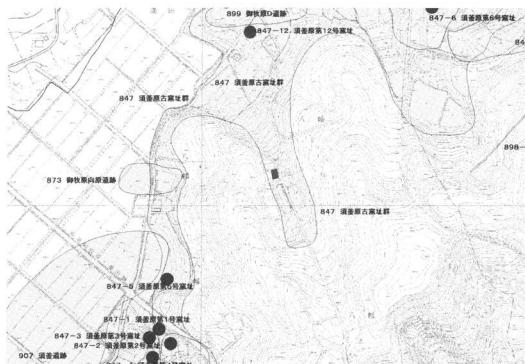 899 御牧原D遺跡
847-6 須釜原第6号窯址
847-12. 須釜原第12号窯址
847 須釜原古窯址群
847 須釜原古窯址群
898-
873 御牧原向原遺跡
847 須釜原古窯址群
847-5 須釜原第5号窯址
847-1 須釜原第1号窯址
847-3 須釜原第3号窯址
847-2 須釜原第2号窯址
907 須釜遺跡